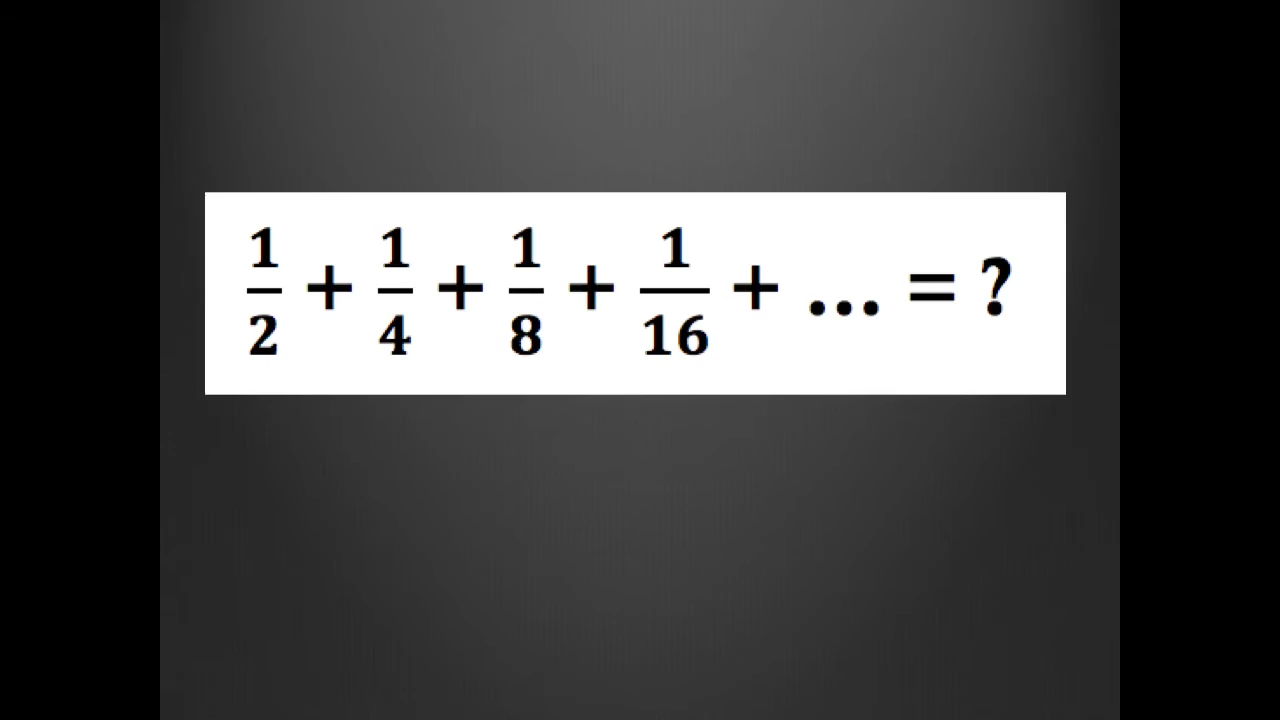 1/2 + 1/4 + 1/8 + 1/16 + ... = ?